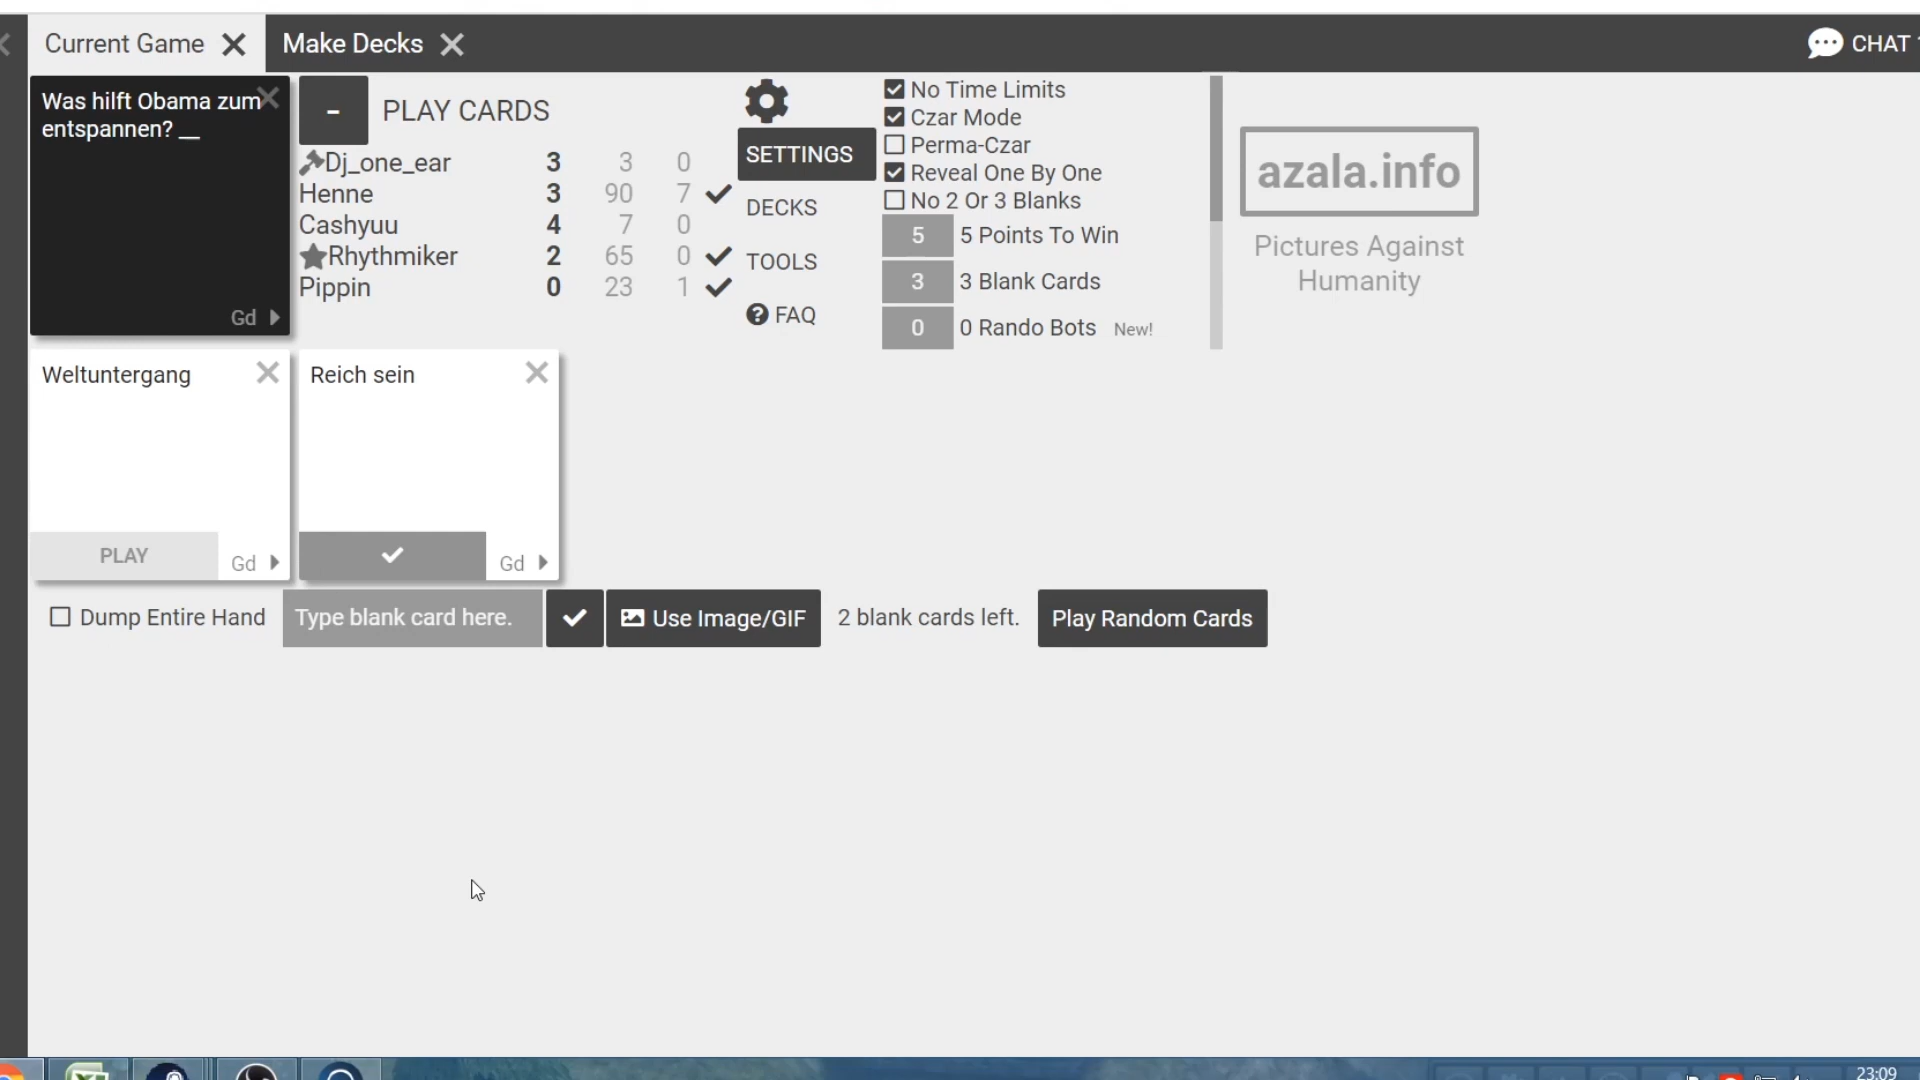 Current Game
Make Decks
CHAT
Was hilft Obama zum
entspannen? __
Gd
-
PLAY CARDS
Dj_one_ear 3 3 0
Henne 3 90 7
Cashyuu 4 7 0
Rhythmiker 2 65 0
Pippin 0 23 1
SETTINGS
DECKS
TOOLS
FAQ
No Time Limits
Czar Mode
Perma-Czar
Reveal One By One
No 2 Or 3 Blanks
5 5 Points To Win
3 3 Blank Cards
0 0 Rando Bots New!
azala.info
Pictures Against
Humanity
Weltuntergang
PLAY
Gd
Reich sein
Gd
Dump Entire Hand
Type blank card here.
Use Image/GIF
2 blank cards left.
Play Random Cards
23:09